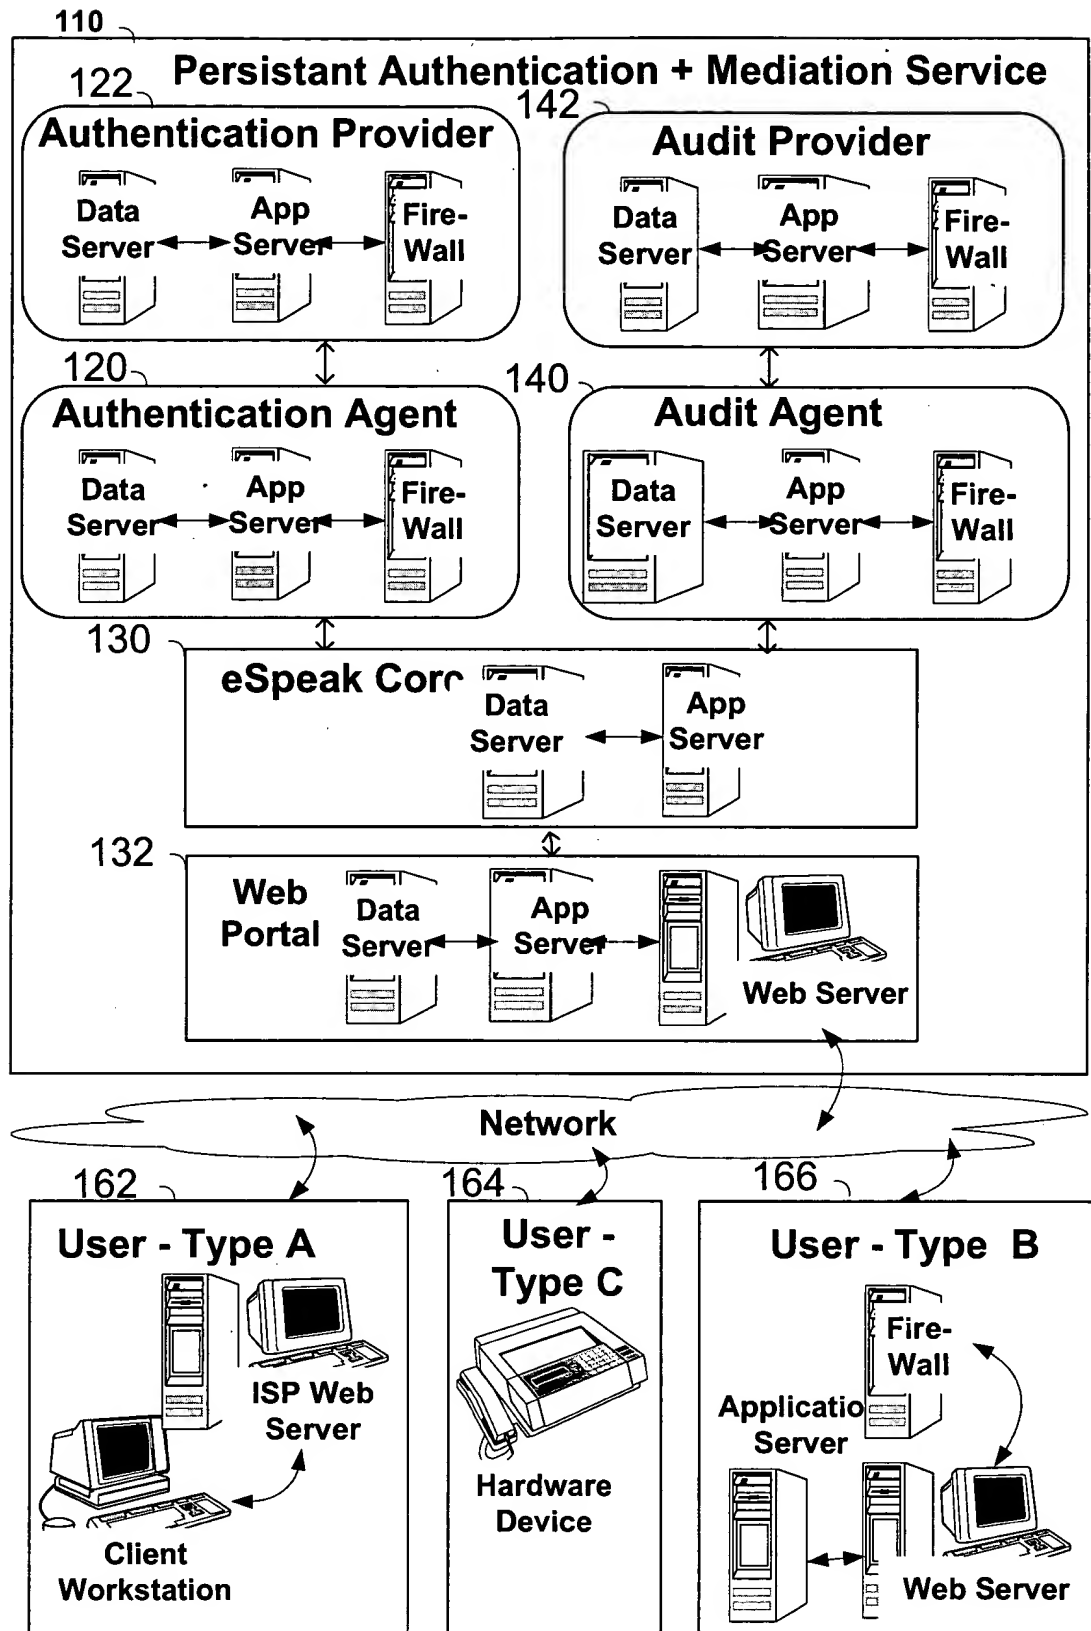 110
Persistant Authentication + Mediation Service
122
Authentication Provider
Data
Server
App
Server
Fire-
Wall
142
Audit Provider
Data
Server
App
Server
Fire-
Wall
120
Authentication Agent
Data
Server
App
Server
Fire-
Wall
140
Audit Agent
Data
Server
App
Server
Fire-
Wall
130
eSpeak Core
Data
Server
App
Server
132
Web
Portal
Data
Server
App
Server
Web Server
Network
162
User - Type A
ISP Web
Server
Client
Workstation
164
User -
Type C
Hardware
Device
166
User - Type B
Fire-
Wall
Applicatio
Server
Web Server